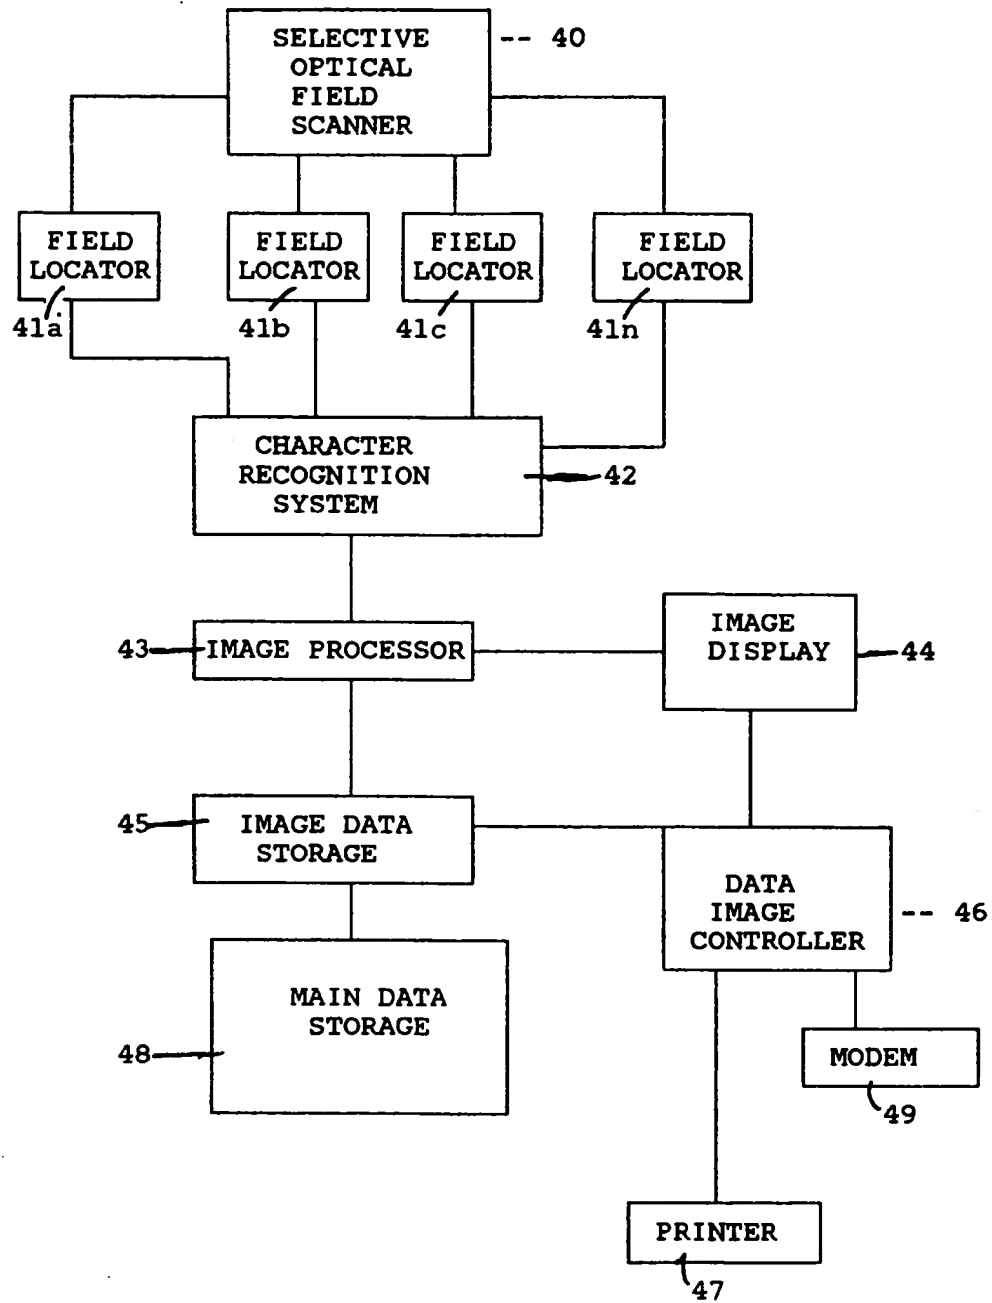 SELECTIVE -- 40
OPTICAL
FIELD
SCANNER
FIELD
LOCATOR
41a
FIELD
LOCATOR
41b
FIELD
LOCATOR
41c
FIELD
LOCATOR
41n
CHARACTER
RECOGNITION
SYSTEM
42
43
IMAGE PROCESSOR
IMAGE
DISPLAY
44
45
IMAGE DATA
STORAGE
DATA
IMAGE
CONTROLLER
-- 46
MAIN DATA
STORAGE
48
MODEM
49
PRINTER
47